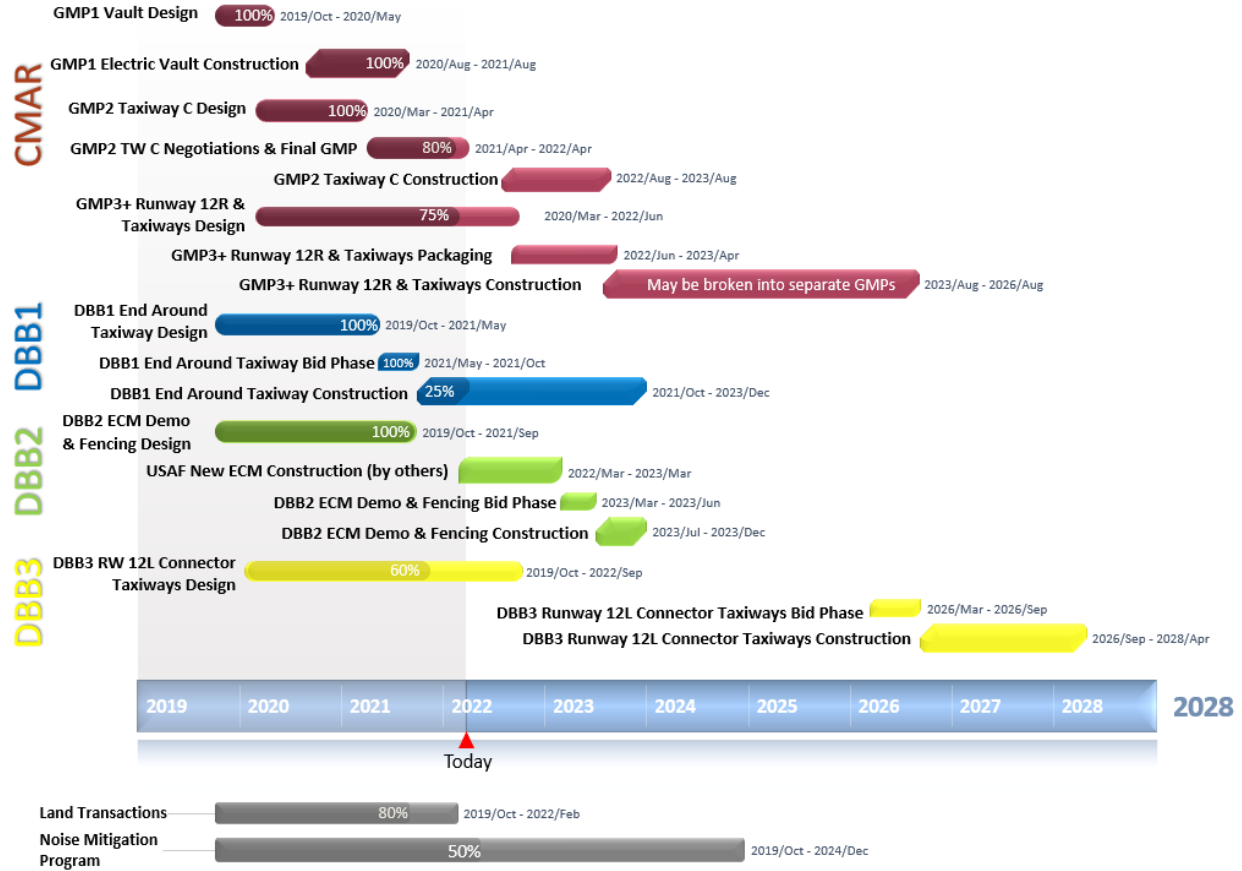 CMAR
GMP1 Vault Design
100%
2019/Oct - 2020/May
GMP1 Electric Vault Construction
100%
2020/Aug - 2021/Aug
GMP2 Taxiway C Design
100%
2020/Mar - 2021/Apr
GMP2 TW C Negotiations & Final GMP
80%
2021/Apr - 2022/Apr
GMP2 Taxiway C Construction
2022/Aug - 2023/Aug
GMP3+ Runway 12R &
Taxiways Design
75%
2020/Mar - 2022/Jun
GMP3+ Runway 12R & Taxiways Packaging
2022/Jun - 2023/Apr
GMP3+ Runway 12R & Taxiways Construction
May be broken into separate GMPs
2023/Aug - 2026/Aug
DBB1
DBB1 End Around
Taxiway Design
100%
2019/Oct - 2021/May
DBB1 End Around Taxiway Bid Phase
100%
2021/May - 2021/Oct
DBB1 End Around Taxiway Construction
25%
2021/Oct - 2023/Dec
DBB2
DBB2 ECM Demo
& Fencing Design
100%
2019/Oct - 2021/Sep
USAF New ECM Construction (by others)
2022/Mar - 2023/Mar
DBB2 ECM Demo & Fencing Bid Phase
2023/Mar - 2023/Jun
DBB2 ECM Demo & Fencing Construction
2023/Jul - 2023/Dec
DBB3
DBB3 RW 12L Connector
Taxiways Design
60%
2019/Oct - 2022/Sep
DBB3 Runway 12L Connector Taxiways Bid Phase
2026/Mar - 2026/Sep
DBB3 Runway 12L Connector Taxiways Construction
2026/Sep - 2028/Apr
2019 2020 2021 2022 2023 2024 2025 2026 2027 2028 2028
Today
Land Transactions
80%
2019/Oct - 2022/Feb
Noise Mitigation
Program
50%
2019/Oct - 2024/Dec